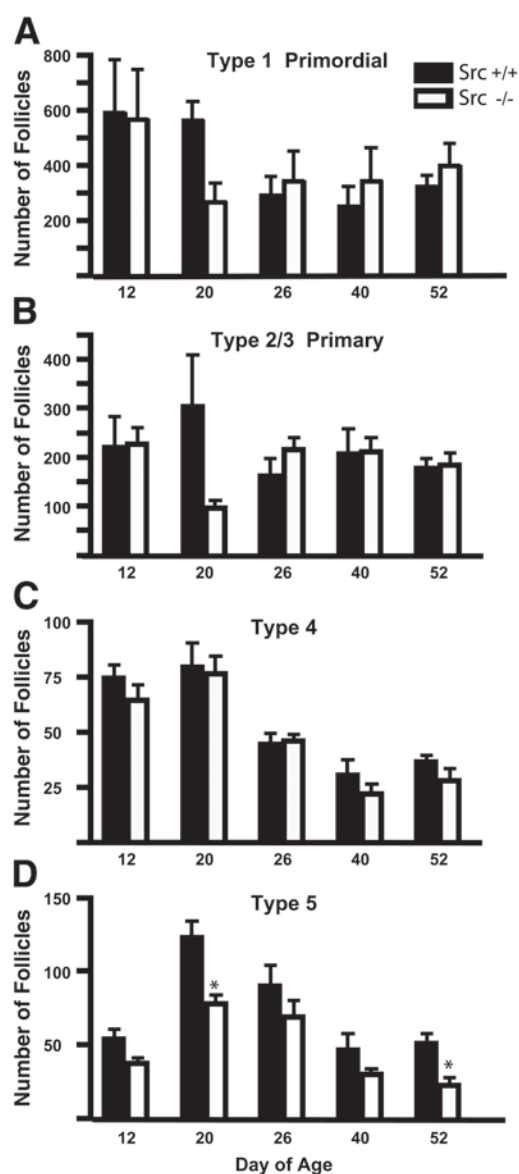 A
Type 1 Primordial
Src +/+
Src -/-
Number of Follicles
800
600
400
200
12 20 26 40 52
B
Type 2/3 Primary
Number of Follicles
400
300
200
100
12 20 26 40 52
C
Type 4
Number of Follicles
100
75
50
25
12 20 26 40 52
D
Type 5
Number of Follicles
150
100
50
* *
12 20 26 40 52
Day of Age